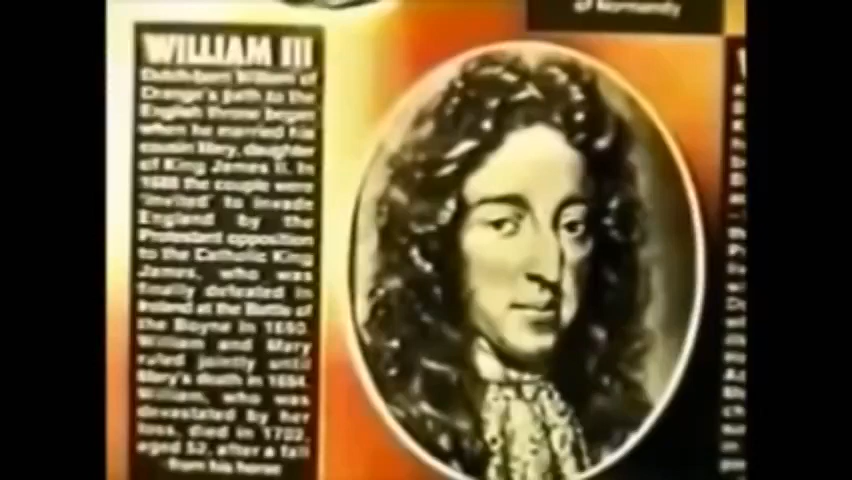 of Normandy
WILLIAM III
Dutch-born William of
Orange's path to the
English throne began
when he married his
cousin Mary, daughter
of King James II. In
1688 the couple were
'invited' to invade
England by the
Protestant opposition
to the Catholic King
James, who was
finally defeated in
Ireland at the Battle of
the Boyne in 1690.
William and Mary
ruled jointly until
Mary's death in 1694.
William, who was
devastated by her
loss, died in 1702,
aged 52, after a fall
from his horse